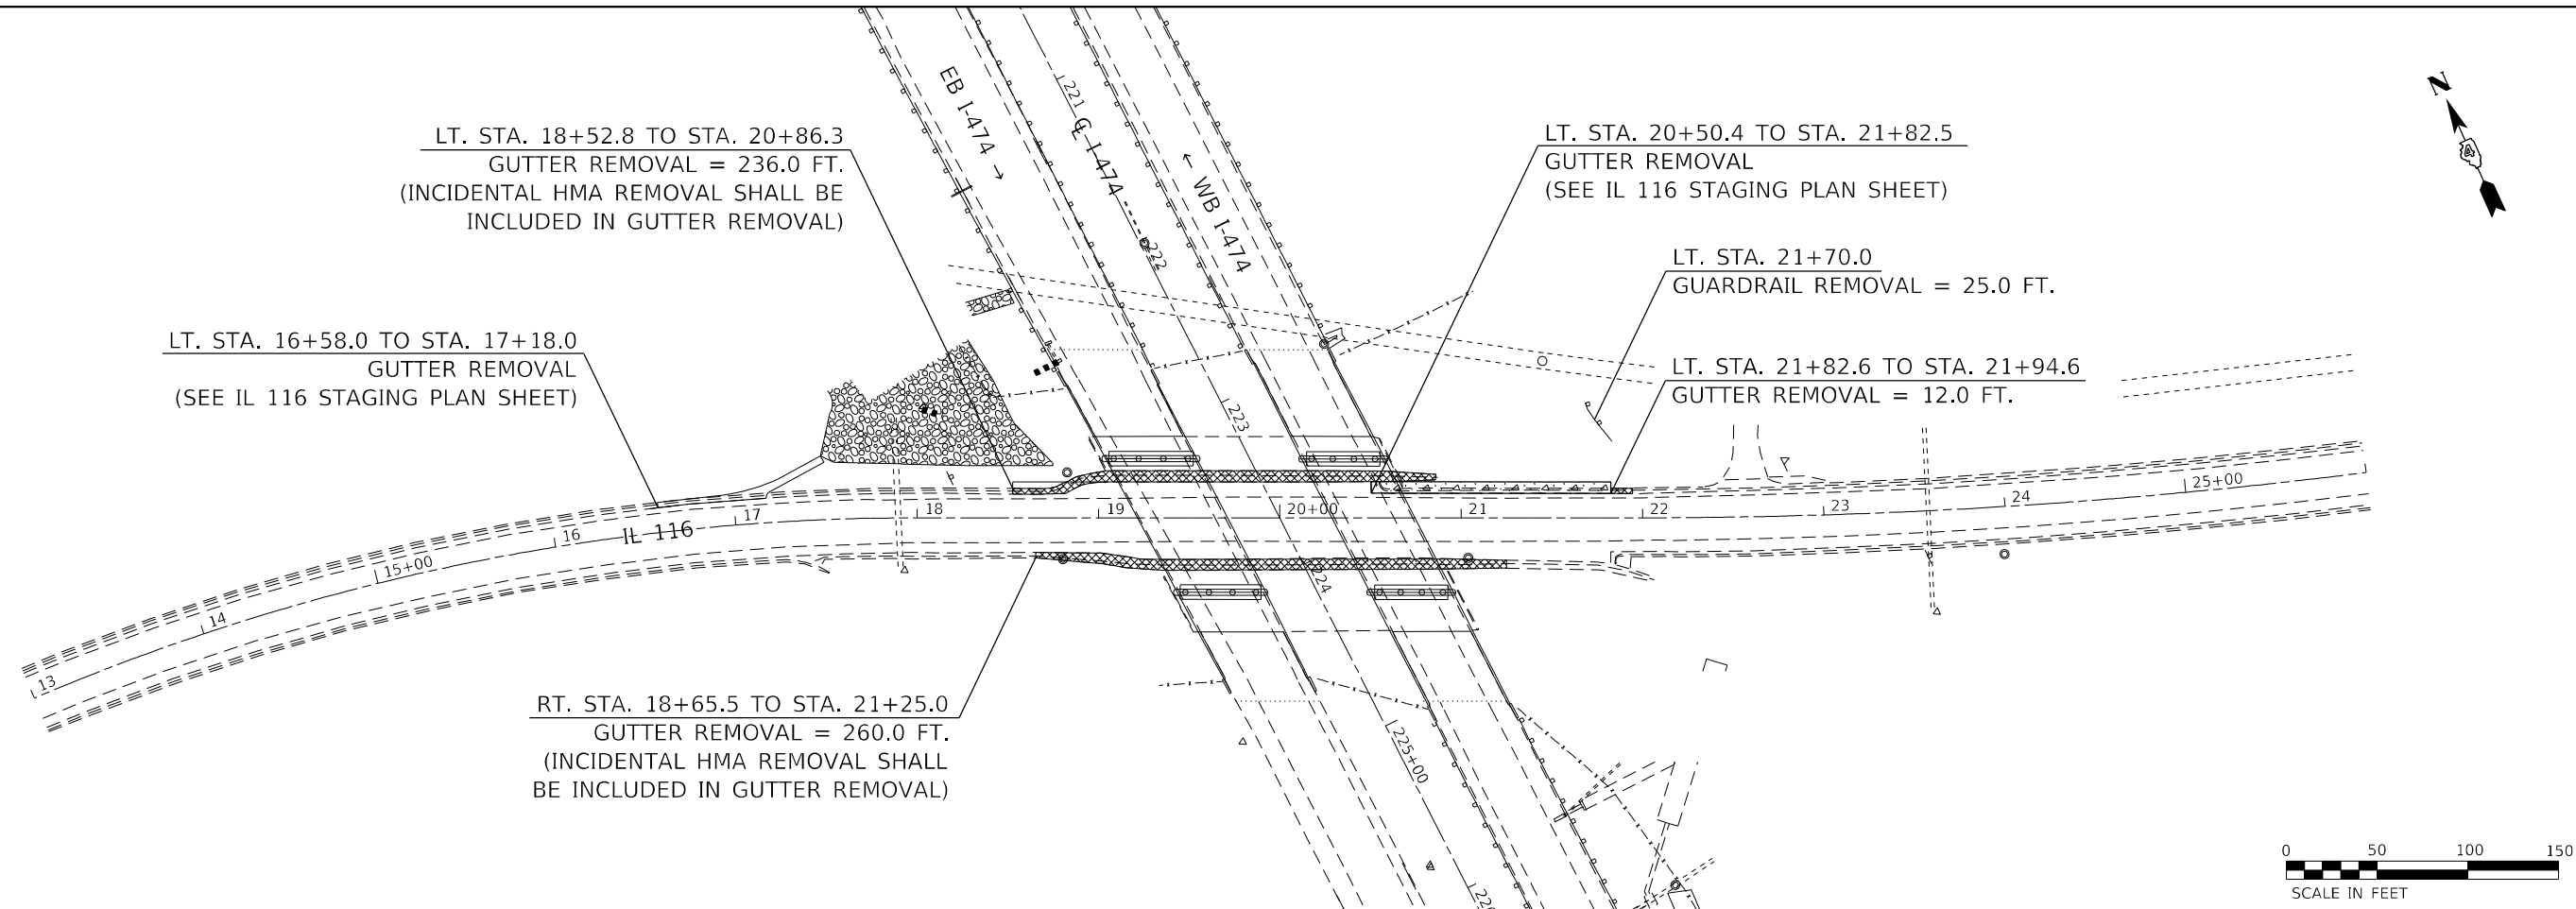 LT. STA. 18+52.8 TO STA. 20+86.3
GUTTER REMOVAL = 236.0 FT.
(INCIDENTAL HMA REMOVAL SHALL BE
INCLUDED IN GUTTER REMOVAL)
LT. STA. 16+58.0 TO STA. 17+18.0
GUTTER REMOVAL
(SEE IL 116 STAGING PLAN SHEET)
EB I-474 →
221
℄ I-474
222
← WB I-474
223
224
225+00
226
LT. STA. 20+50.4 TO STA. 21+82.5
GUTTER REMOVAL
(SEE IL 116 STAGING PLAN SHEET)
LT. STA. 21+70.0
GUARDRAIL REMOVAL = 25.0 FT.
LT. STA. 21+82.6 TO STA. 21+94.6
GUTTER REMOVAL = 12.0 FT.
N
4
13
14
15+00
16
IL 116
17
18
19
20+00
21
22
23
24
25+00
RT. STA. 18+65.5 TO STA. 21+25.0
GUTTER REMOVAL = 260.0 FT.
(INCIDENTAL HMA REMOVAL SHALL
BE INCLUDED IN GUTTER REMOVAL)
0 50 100 150
SCALE IN FEET